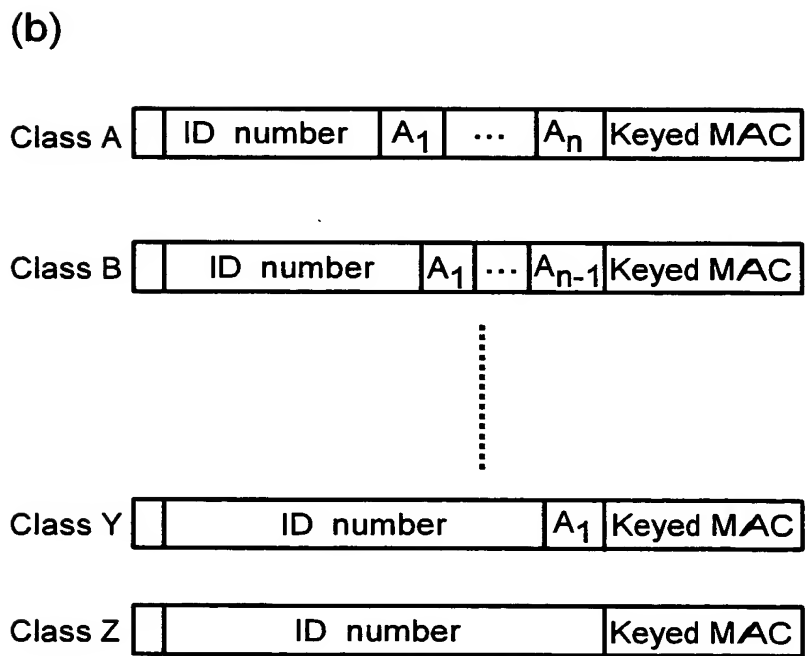 (b)
Class A ID number A1 ... An Keyed MAC
Class B ID number A1 ... An-1 Keyed MAC
Class Y ID number A1 Keyed MAC
Class Z ID number Keyed MAC